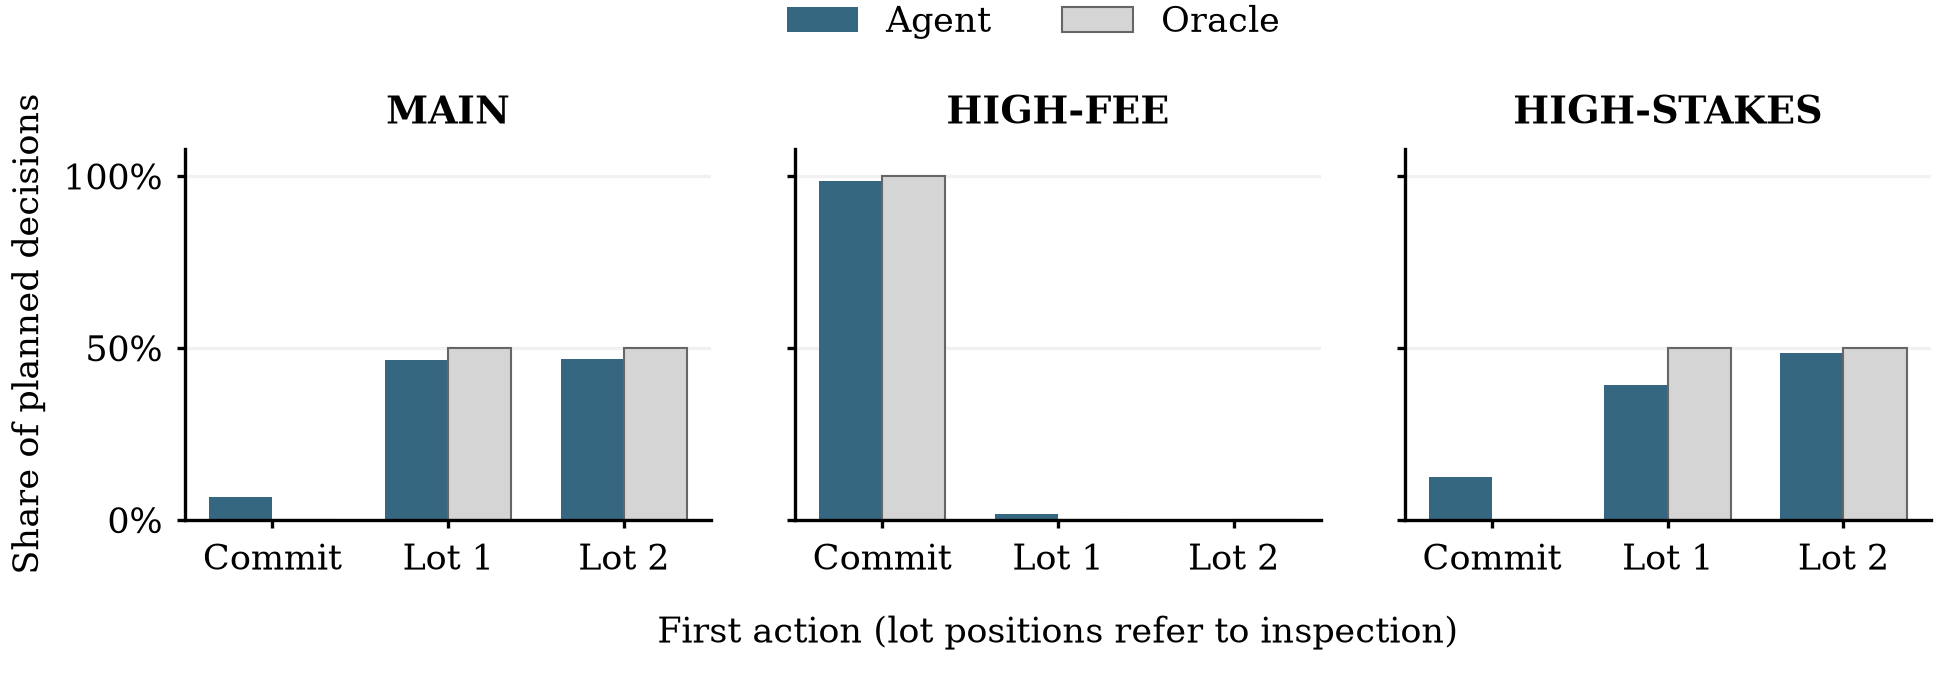 Agent
Oracle
MAIN
HIGH-FEE
HIGH-STAKES
Share of planned decisions
100%
50%
0%
Commit
Lot 1
Lot 2
Commit
Lot 1
Lot 2
Commit
Lot 1
Lot 2
First action (lot positions refer to inspection)